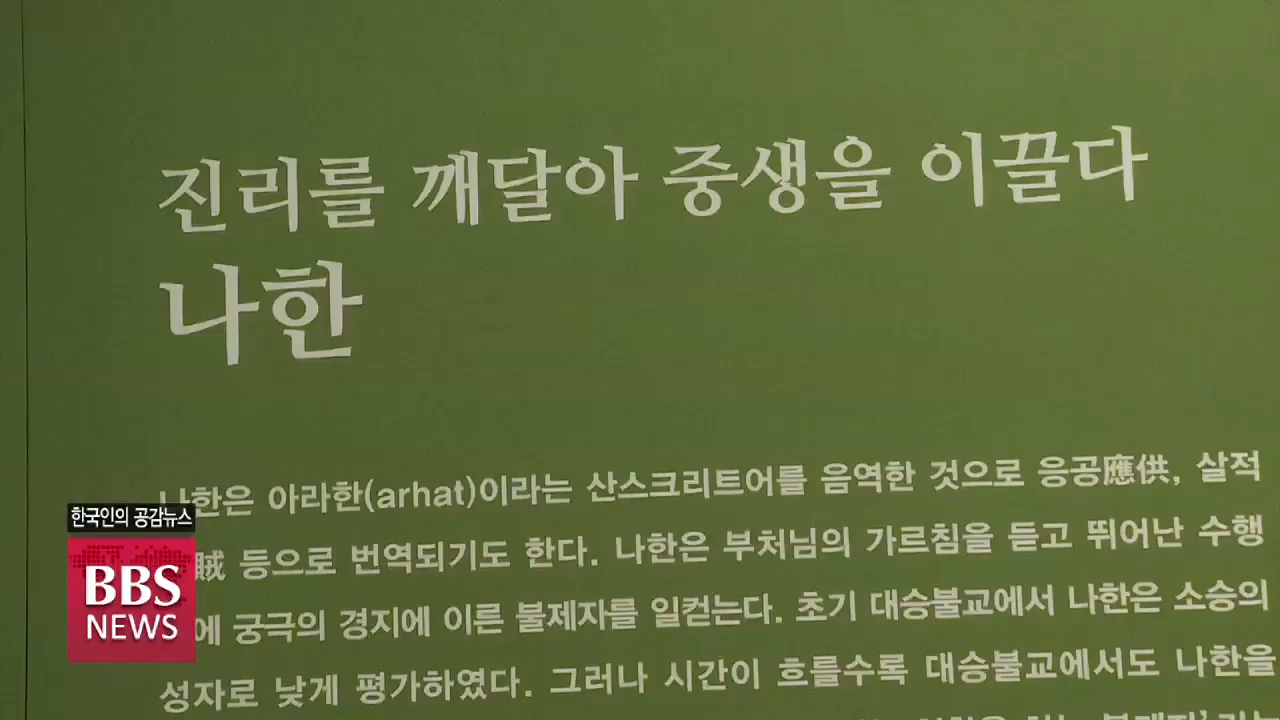 진리를 깨달아 중생을 이끌다
나한
나한은 아라한(arhat)이라는 산스크리트어를 음역한 것으로 응공應供, 살적
賊 등으로 번역되기도 한다. 나한은 부처님의 가르침을 듣고 뛰어난 수행
에 궁극의 경지에 이른 불제자를 일컫는다. 초기 대승불교에서 나한은 소승의
성자로 낮게 평가하였다. 그러나 시간이 흐를수록 대승불교에서도 나한을
한국인의 공감뉴스
BBS
NEWS